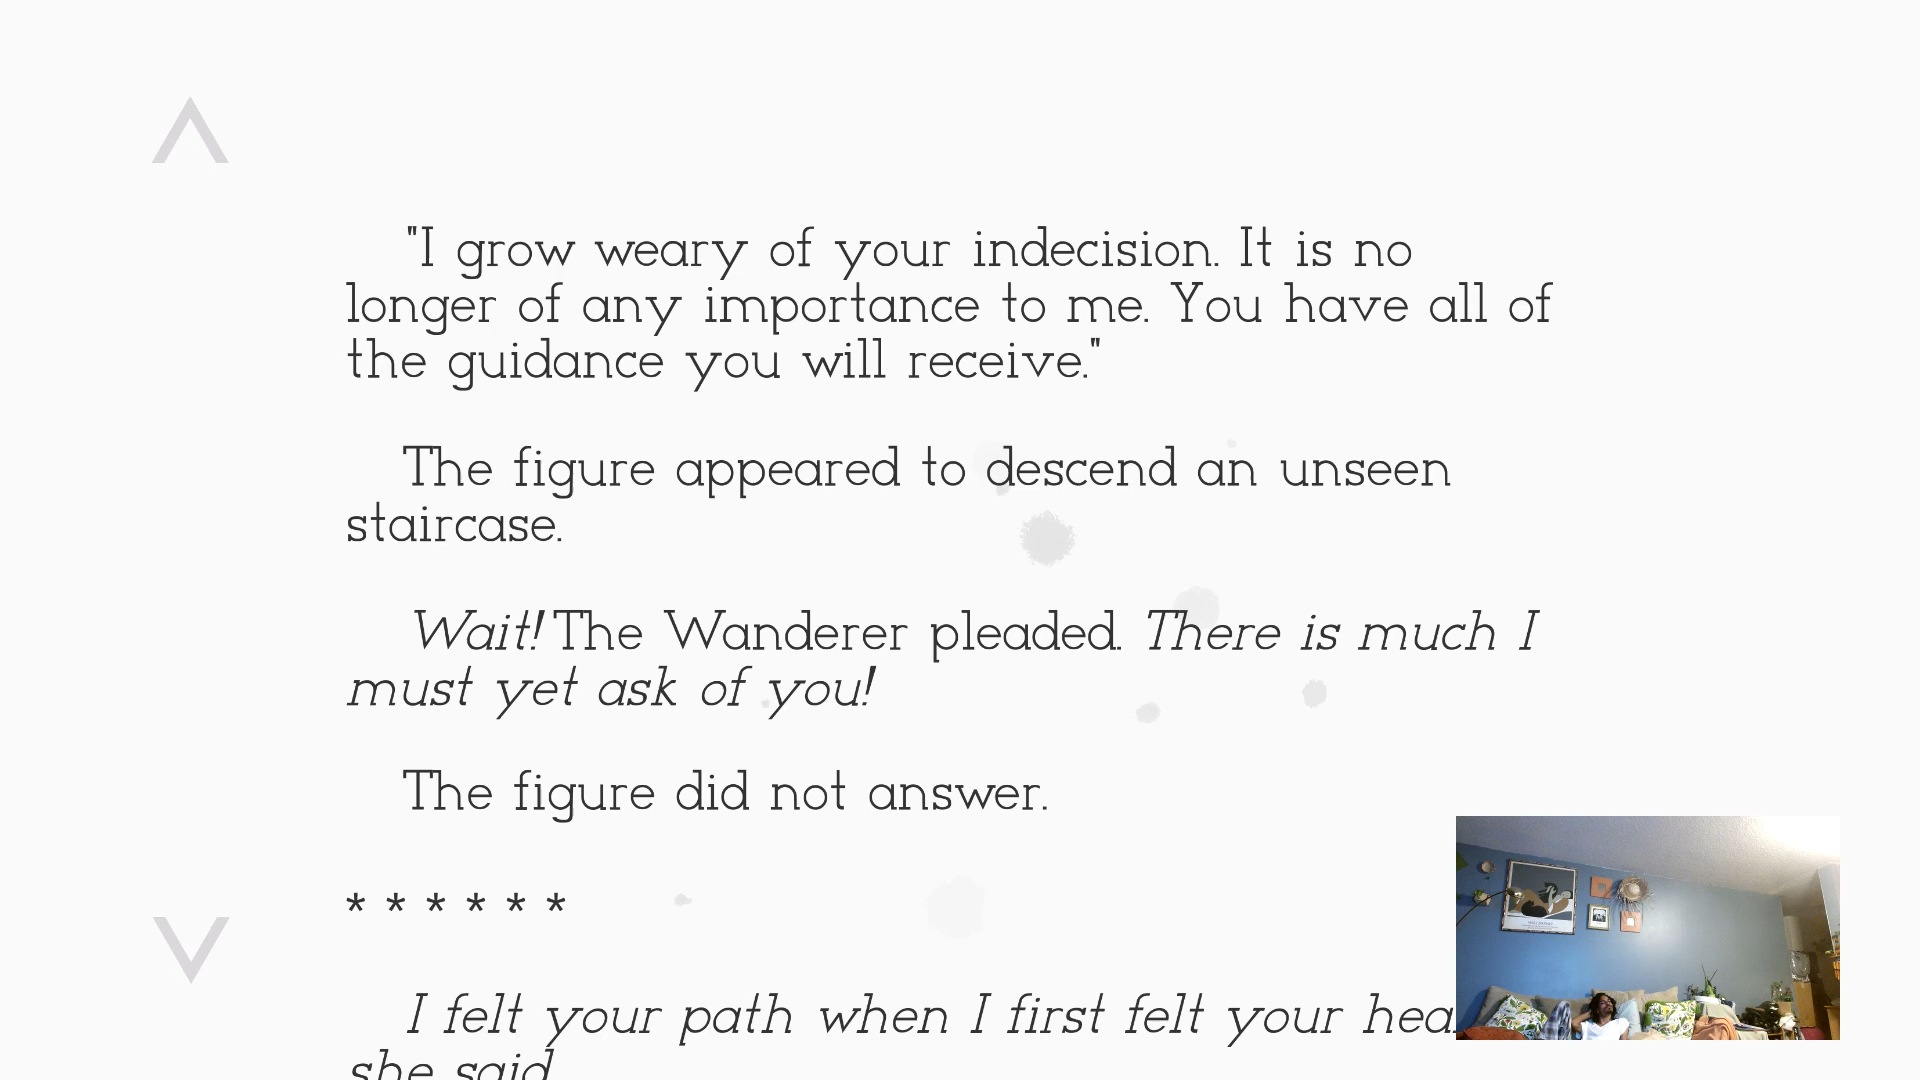 "I grow weary of your indecision. It is no
longer of any importance to me. You have all of
the guidance you will receive."
The figure appeared to descend an unseen
staircase.
Wait! The Wanderer pleaded. There is much I
must yet ask of you!
The figure did not answer.
* * * * * *
I felt your path when I first felt your
she said